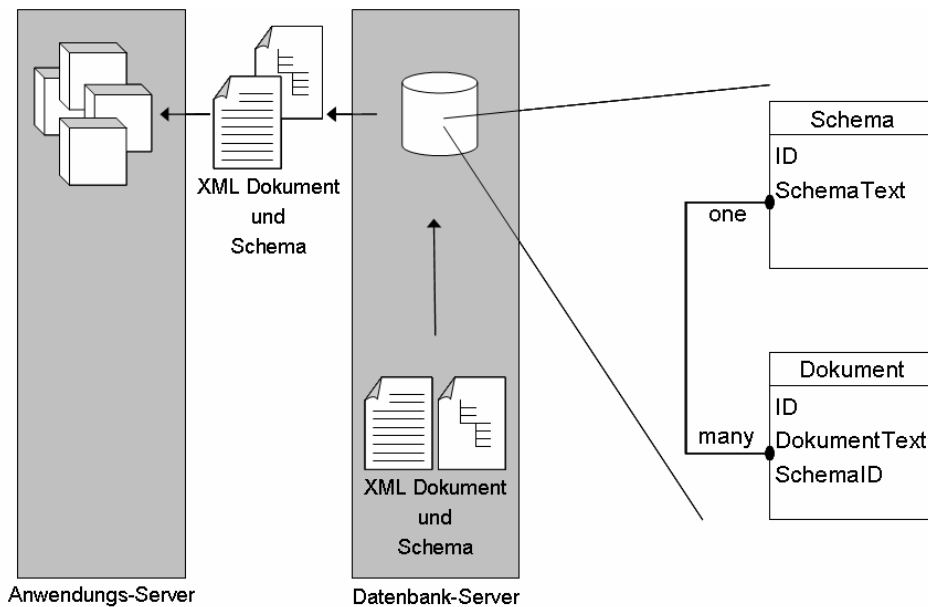 XML Dokument
und
Schema
XML Dokument
und
Schema
Anwendungs-Server
Datenbank-Server
Schema
ID
SchemaText
one
many
Dokument
ID
DokumentText
SchemaID